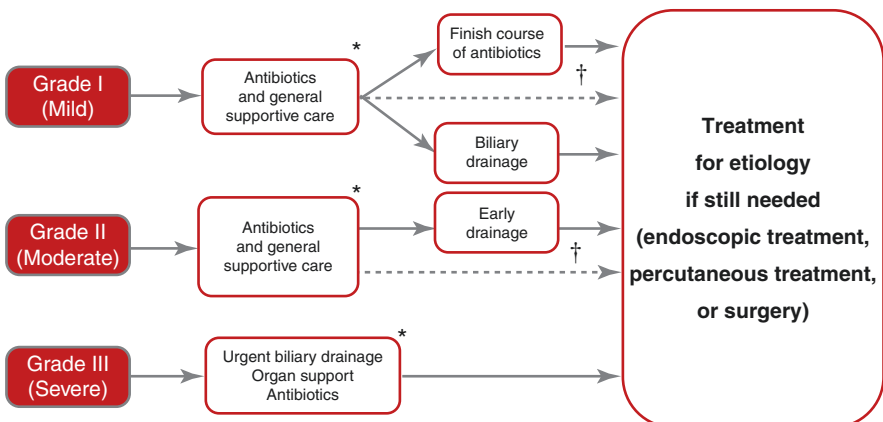 Grade I
(Mild)
Antibiotics
and general
supportive care
*
Finish course
of antibiotics
†
Biliary
drainage
Grade II
(Moderate)
Antibiotics
and general
supportive care
*
Early
drainage
†
Grade III
(Severe)
Urgent biliary drainage
Organ support
Antibiotics
*
Treatment
for etiology
if still needed
(endoscopic treatment,
percutaneous treatment,
or surgery)